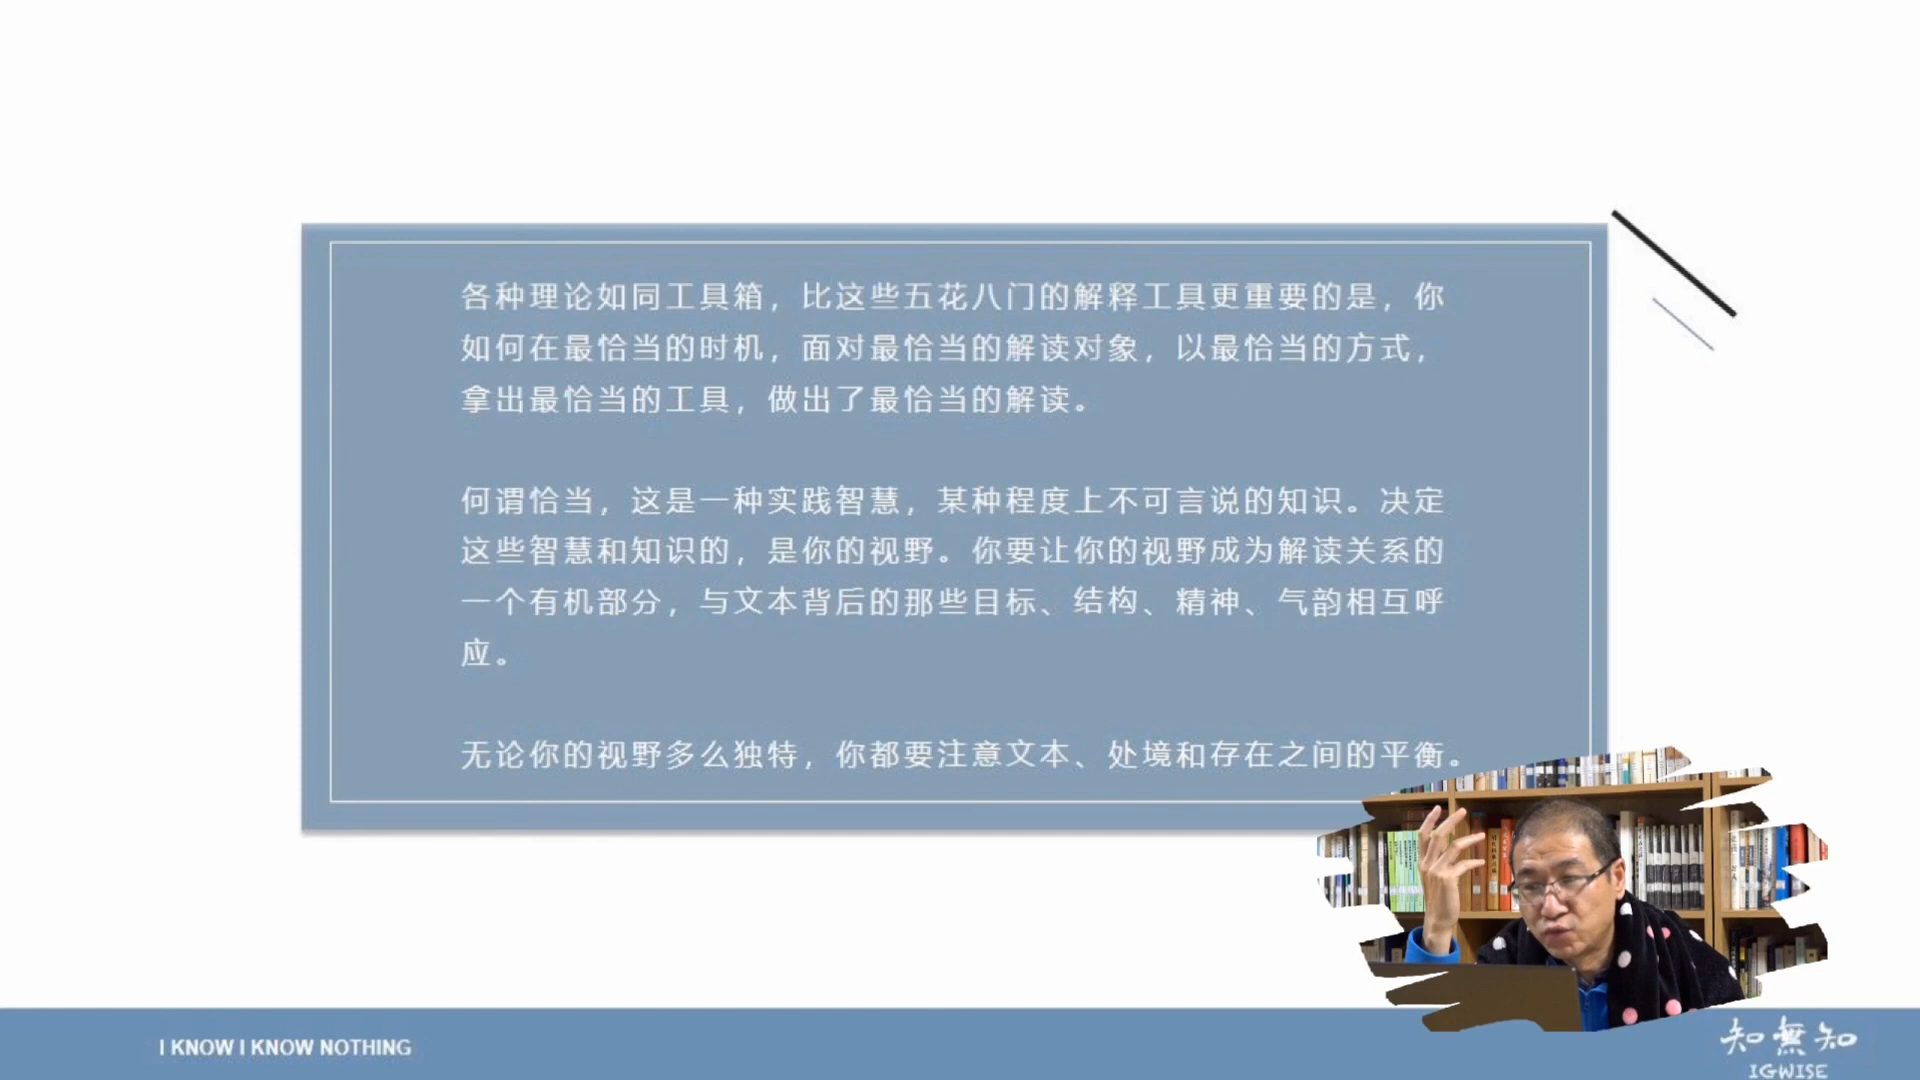 各种理论如同工具箱，比这些五花八门的解释工具更重要的是，你
如何在最恰当的时机，面对最恰当的解读对象，以最恰当的方式，
拿出最恰当的工具，做出了最恰当的解读。
何谓恰当，这是一种实践智慧，某种程度上不可言说的知识。决定
这些智慧和知识的，是你的视野。你要让你的视野成为解读关系的
一个有机部分，与文本背后的那些目标、结构、精神、气韵相互呼
应。
无论你的视野多么独特，你都要注意文本、处境和存在之间的平衡。
I KNOW I KNOW NOTHING
知無知
IGWISE